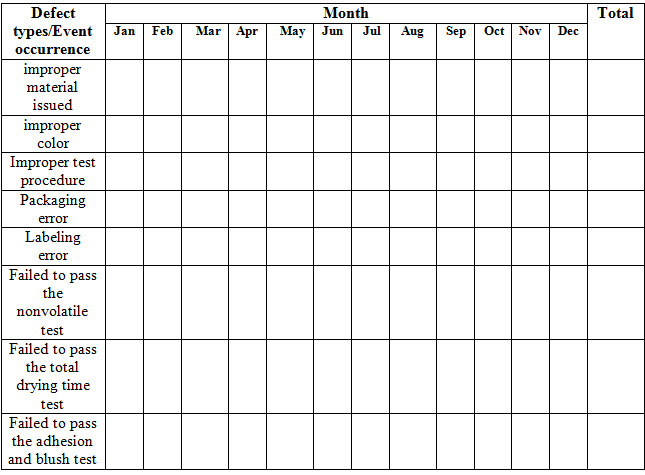 Defect
types/Event
occurrence
Month
Total
Jan Feb Mar Apr May Jun Jul Aug Sep Oct Nov Dec
improper
material
issued
improper
color
Improper test
procedure
Packaging
error
Labeling
error
Failed to pass
the
nonvolatile
test
Failed to pass
the total
drying time
test
Failed to pass
the adhesion
and blush test